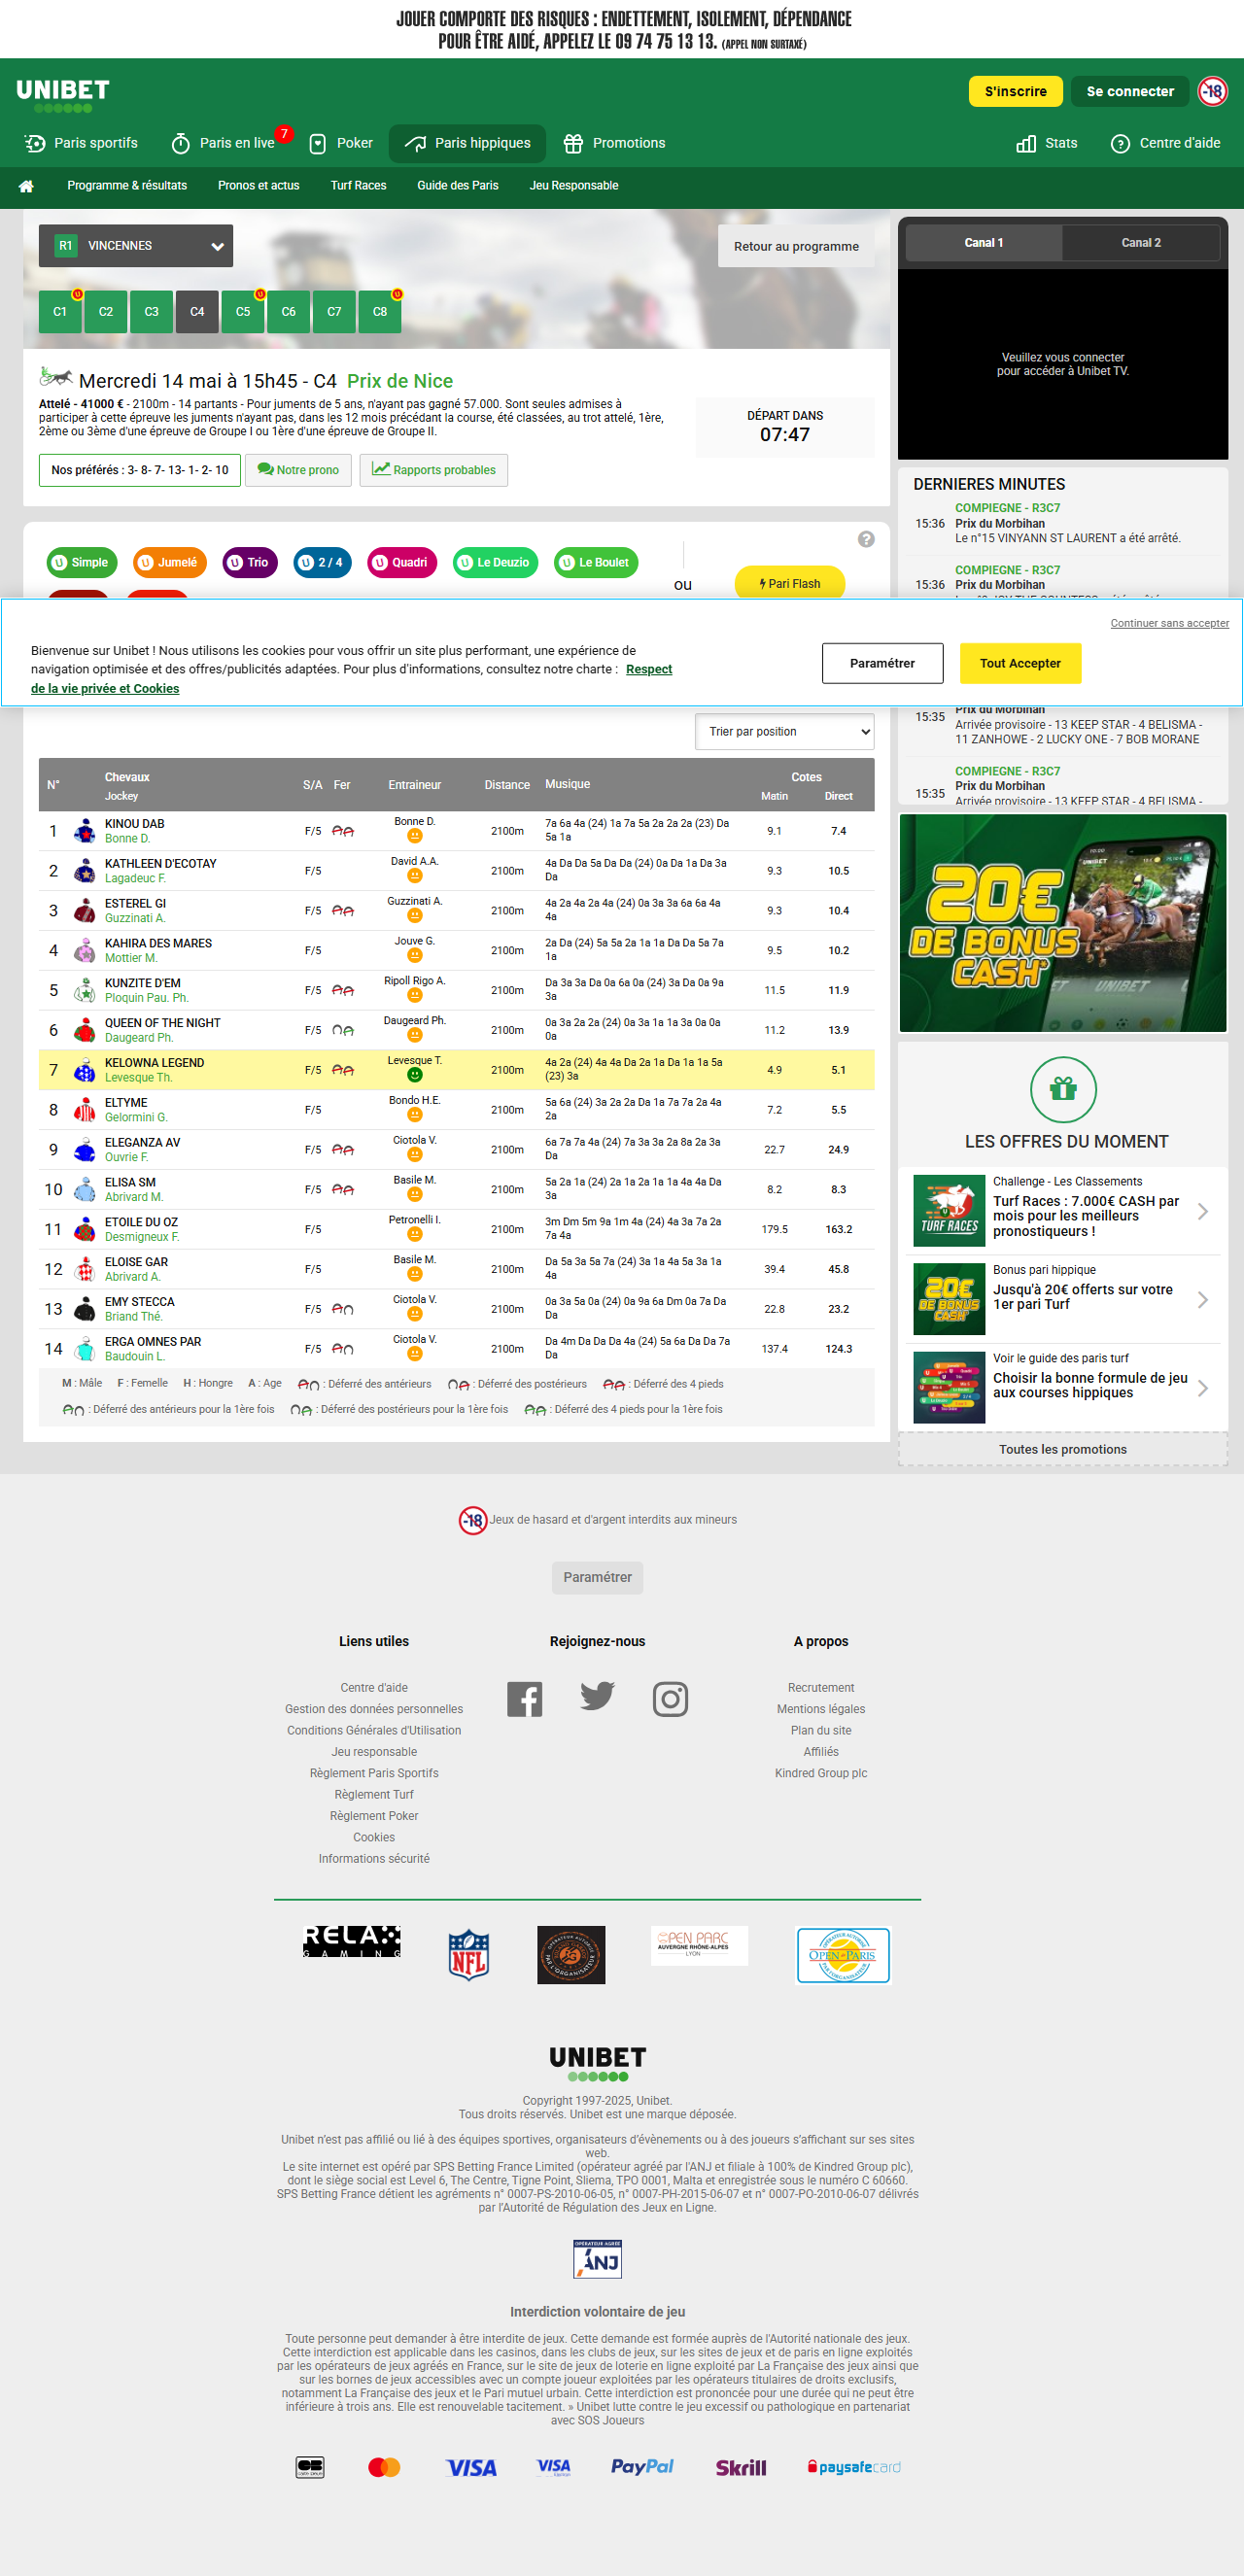 JOUER COMPORTE DES RISQUES : ENDETTEMENT, ISOLEMENT, DÉPENDANCE
POUR ÊTRE AIDÉ, APPELEZ LE 09 74 75 13 13. (APPEL NON SURTAXÉ)
UNIBET
S'inscrire
Se connecter
-18
Paris sportifs
Paris en live
7
Poker
Paris hippiques
Promotions
Stats
Centre d'aide
Programme & résultats
Pronos et actus
Turf Races
Guide des Paris
Jeu Responsable
R1 VINCENNES
Retour au programme
C1 C2 C3 C4 C5 C6 C7 C8
Mercredi 14 mai à 15h45 - C4 Prix de Nice
Attelé - 41000 € - 2100m - 14 partants - Pour juments de 5 ans, n'ayant pas gagné 57.000. Sont seules admises à
participer à cette épreuve les juments n'ayant pas, dans les 12 mois précédant la course, été classées, au trot attelé, 1ère,
2ème ou 3ème d'une épreuve de Groupe I ou 1ère d'une épreuve de Groupe II.
DÉPART DANS
07:47
Nos préférés : 3- 8- 7- 13- 1- 2- 10
Notre prono
Rapports probables
Simple
Jumelé
Trio
2 / 4
Quadri
Le Deuzio
Le Boulet
ou
Pari Flash
Canal 1
Canal 2
Veuillez vous connecter
pour accéder à Unibet TV.
DERNIERES MINUTES
COMPIEGNE - R3C7
15:36 Prix du Morbihan
Le n°15 VINYANN ST LAURENT a été arrêté.
COMPIEGNE - R3C7
15:36 Prix du Morbihan
Continuer sans accepter
Bienvenue sur Unibet ! Nous utilisons les cookies pour vous offrir un site plus performant, une expérience de
navigation optimisée et des offres/publicités adaptées. Pour plus d'informations, consultez notre charte : Respect
de la vie privée et Cookies
Paramétrer
Tout Accepter
Prix du Morbihan
15:35 Arrivée provisoire - 13 KEEP STAR - 4 BELISMA -
11 ZANHOWE - 2 LUCKY ONE - 7 BOB MORANE
COMPIEGNE - R3C7
Prix du Morbihan
15:35 Arrivée provisoire - 13 KEEP STAR - 4 BELISMA -
Trier par position
N° Chevaux Jockey S/A Fer Entraineur Distance Musique Cotes Matin Direct
1 KINOU DAB Bonne D. F/5 Bonne D. 2100m 7a 6a 4a (24) 1a 7a 5a 2a 2a 2a (23) Da 5a 1a 9.1 7.4
2 KATHLEEN D'ECOTAY Lagadeuc F. F/5 David A.A. 2100m 4a Da Da 5a Da Da (24) 0a Da 1a Da 3a Da 9.3 10.5
3 ESTEREL GI Guzzinati A. F/5 Guzzinati A. 2100m 4a 2a 4a 2a 4a (24) 0a 3a 3a 6a 6a 4a 4a 9.3 10.4
4 KAHIRA DES MARES Mottier M. F/5 Jouve G. 2100m 2a Da (24) 5a 5a 2a 1a 1a Da Da 5a 7a 1a 9.5 10.2
5 KUNZITE D'EM Ploquin Pau. Ph. F/5 Ripoll Rigo A. 2100m Da 3a 3a Da 0a 6a 0a (24) 3a Da 0a 9a 3a 11.5 11.9
6 QUEEN OF THE NIGHT Daugeard Ph. F/5 Daugeard Ph. 2100m 0a 3a 2a 2a (24) 0a 3a 1a 1a 3a 0a 0a 0a 11.2 13.9
7 KELOWNA LEGEND Levesque Th. F/5 Levesque T. 2100m 4a 2a (24) 4a 4a Da 2a 1a Da 1a 1a 5a (23) 3a 4.9 5.1
8 ELTYME Gelormini G. F/5 Bondo H.E. 2100m 5a 6a (24) 3a 2a 2a Da 1a 7a 7a 2a 4a 2a 7.2 5.5
9 ELEGANZA AV Ouvrie F. F/5 Ciotola V. 2100m 6a 7a 7a 4a (24) 7a 3a 3a 2a 8a 2a 3a Da 22.7 24.9
10 ELISA SM Abrivard M. F/5 Basile M. 2100m 5a 2a 1a (24) 2a 1a 2a 1a 1a 4a 4a Da 3a 8.2 8.3
11 ETOILE DU OZ Desmigneux F. F/5 Petronelli I. 2100m 3m Dm 5m 9a 1m 4a (24) 4a 3a 7a 2a 7a 4a 179.5 163.2
12 ELOISE GAR Abrivard A. F/5 Basile M. 2100m Da 5a 3a 5a 7a (24) 3a 1a 4a 5a 3a 1a 4a 39.4 45.8
13 EMY STECCA Briand Thé. F/5 Ciotola V. 2100m 0a 3a 5a 0a (24) 0a 9a 6a Dm 0a 7a Da Da 22.8 23.2
14 ERGA OMNES PAR Baudouin L. F/5 Ciotola V. 2100m Da 4m Da Da Da 4a (24) 5a 6a Da Da 7a Da 137.4 124.3
M : Mâle F : Femelle H : Hongre A : Age : Déferré des antérieurs : Déferré des postérieurs : Déferré des 4 pieds
: Déferré des antérieurs pour la 1ère fois : Déferré des postérieurs pour la 1ère fois : Déferré des 4 pieds pour la 1ère fois
20€
DE BONUS
CASH*
LES OFFRES DU MOMENT
TURF RACES
Challenge - Les Classements
Turf Races : 7.000€ CASH par
mois pour les meilleurs
pronostiqueurs !
20€
DE BONUS
CASH
Bonus pari hippique
Jusqu'à 20€ offerts sur votre
1er pari Turf
Voir le guide des paris turf
Choisir la bonne formule de jeu
aux courses hippiques
Toutes les promotions
-18 Jeux de hasard et d'argent interdits aux mineurs
Paramétrer
Liens utiles
Centre d'aide
Gestion des données personnelles
Conditions Générales d'Utilisation
Jeu responsable
Règlement Paris Sportifs
Règlement Turf
Règlement Poker
Cookies
Informations sécurité
Rejoignez-nous
A propos
Recrutement
Mentions légales
Plan du site
Affiliés
Kindred Group plc
RELAX GAMING
NFL
OPEN PARC
AUVERGNE RHÔNE-ALPES
LYON
OPEN PARIS
UNIBET
Copyright 1997-2025, Unibet.
Tous droits réservés. Unibet est une marque déposée.
Unibet n'est pas affilié ou lié à des équipes sportives, organisateurs d'évènements ou à des joueurs s'affichant sur ses sites
web.
Le site internet est opéré par SPS Betting France Limited (opérateur agréé par l'ANJ et filiale à 100% de Kindred Group plc),
dont le siège social est Level 6, The Centre, Tigne Point, Sliema, TPO 0001, Malta et enregistrée sous le numéro C 60660.
SPS Betting France détient les agréments n° 0007-PS-2010-06-05, n° 0007-PH-2015-06-07 et n° 0007-PO-2010-06-07 délivrés
par l'Autorité de Régulation des Jeux en Ligne.
OPÉRATEUR AGRÉÉ
ANJ
Interdiction volontaire de jeu
Toute personne peut demander à être interdite de jeux. Cette demande est formée auprès de l'Autorité nationale des jeux.
Cette interdiction est applicable dans les casinos, dans les clubs de jeux, sur les sites de jeux et de paris en ligne exploités
par les opérateurs de jeux agréés en France, sur le site de jeux de loterie en ligne exploité par La Française des jeux ainsi que
sur les bornes de jeux accessibles avec un compte joueur exploitées par les opérateurs titulaires de droits exclusifs,
notamment La Française des jeux et le Pari mutuel urbain. Cette interdiction est prononcée pour une durée qui ne peut être
inférieure à trois ans. Elle est renouvelable tacitement. » Unibet lutte contre le jeu excessif ou pathologique en partenariat
avec SOS Joueurs
CB
VISA
VISA
PayPal
Skrill
paysafecard